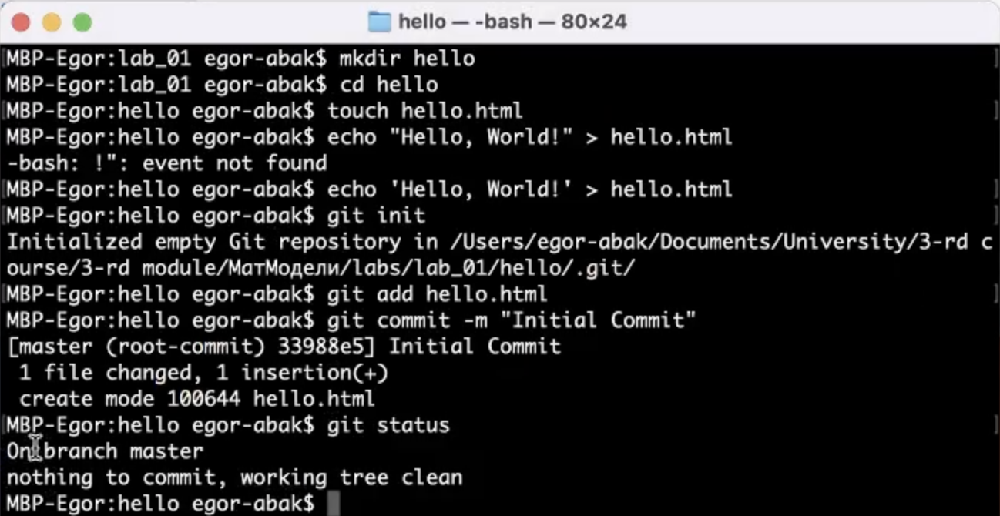 hello — -bash — 80×24
MBP-Egor:lab_01 egor-abak$ mkdir hello
MBP-Egor:lab_01 egor-abak$ cd hello
MBP-Egor:hello egor-abak$ touch hello.html
MBP-Egor:hello egor-abak$ echo "Hello, World!" > hello.html
-bash: !": event not found
MBP-Egor:hello egor-abak$ echo 'Hello, World!' > hello.html
MBP-Egor:hello egor-abak$ git init
Initialized empty Git repository in /Users/egor-abak/Documents/University/3-rd c
ourse/3-rd module/МатМодели/labs/lab_01/hello/.git/
MBP-Egor:hello egor-abak$ git add hello.html
MBP-Egor:hello egor-abak$ git commit -m "Initial Commit"
[master (root-commit) 33988e5] Initial Commit
 1 file changed, 1 insertion(+)
 create mode 100644 hello.html
MBP-Egor:hello egor-abak$ git status
On branch master
nothing to commit, working tree clean
MBP-Egor:hello egor-abak$